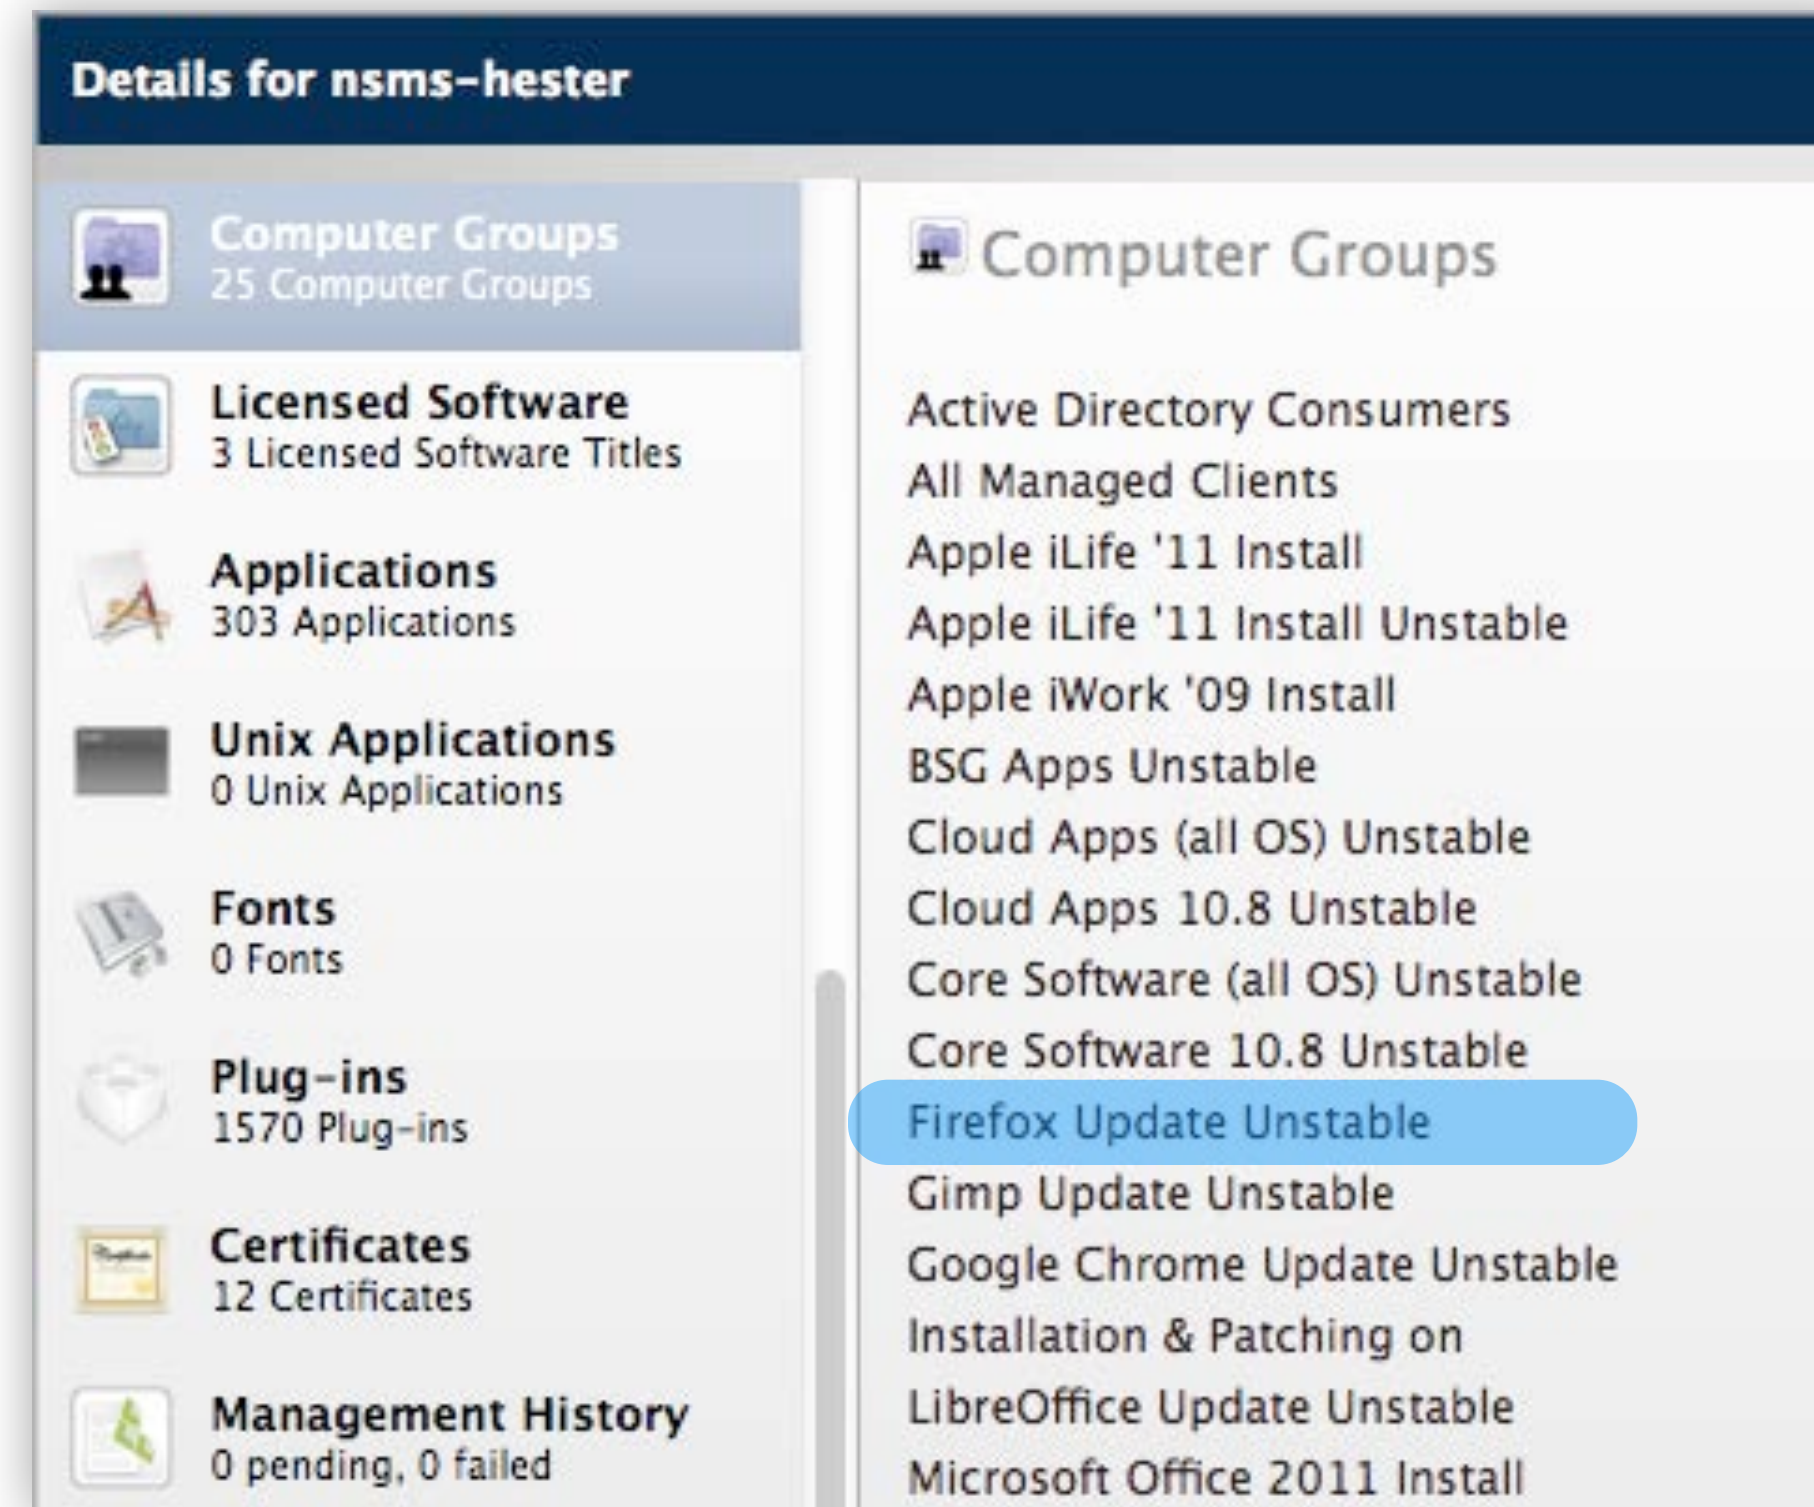 Details for nsms-hester
Computer Groups
25 Computer Groups
Licensed Software
3 Licensed Software Titles
Applications
303 Applications
Unix Applications
0 Unix Applications
Fonts
0 Fonts
Plug-ins
1570 Plug-ins
Certificates
12 Certificates
Management History
0 pending, 0 failed
Computer Groups
Active Directory Consumers
All Managed Clients
Apple iLife '11 Install
Apple iLife '11 Install Unstable
Apple iWork '09 Install
BSG Apps Unstable
Cloud Apps (all OS) Unstable
Cloud Apps 10.8 Unstable
Core Software (all OS) Unstable
Core Software 10.8 Unstable
Firefox Update Unstable
Gimp Update Unstable
Google Chrome Update Unstable
Installation & Patching on
LibreOffice Update Unstable
Microsoft Office 2011 Install